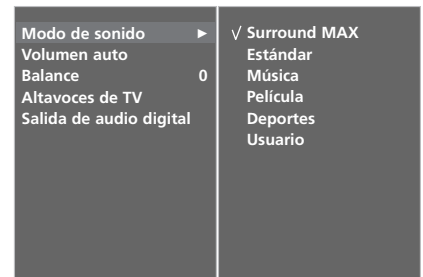 Modo de sonido ►
Volumen auto
Balance 0
Altavoces de TV
Salida de audio digital
√ Surround MAX
Estándar
Música
Película
Deportes
Usuario